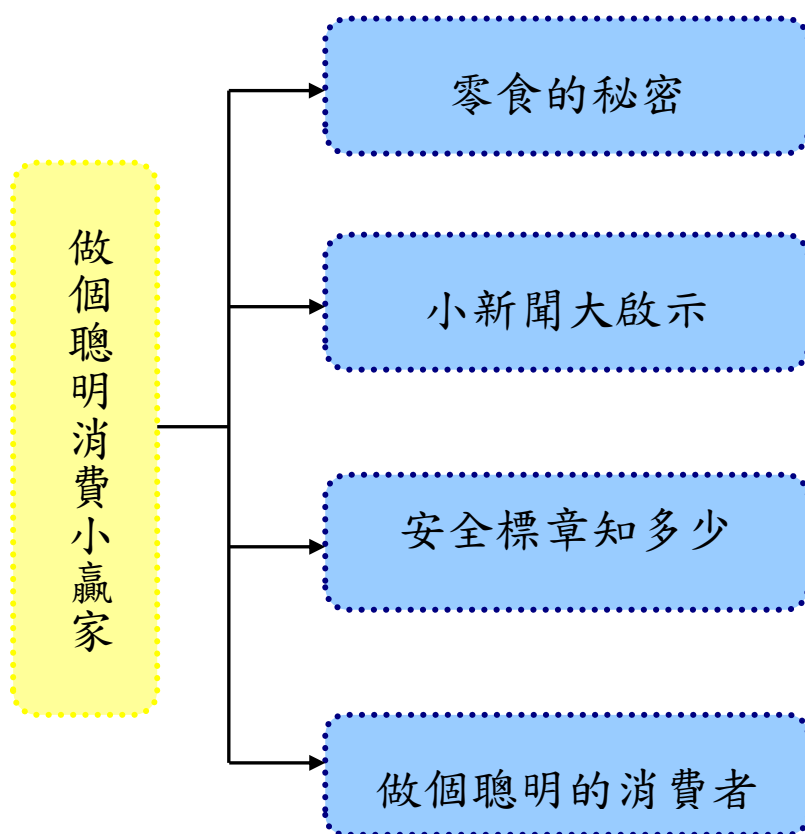 做個聰明消費小贏家
零食的秘密
小新聞大啟示
安全標章知多少
做個聰明的消費者